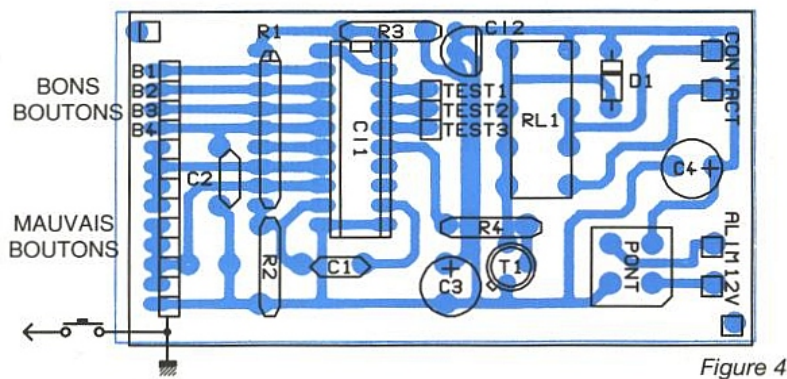 R1
R3
CI2
CONTACT
B1
BONS
B2
TEST1
D1
BOUTONS
B3
TEST2
B4
TEST3
RL1
CI1
C2
C4
MAUVAIS
BOUTONS
R4
ALIM 12V
R2
C1
T1
PONT
C3
Figure 4